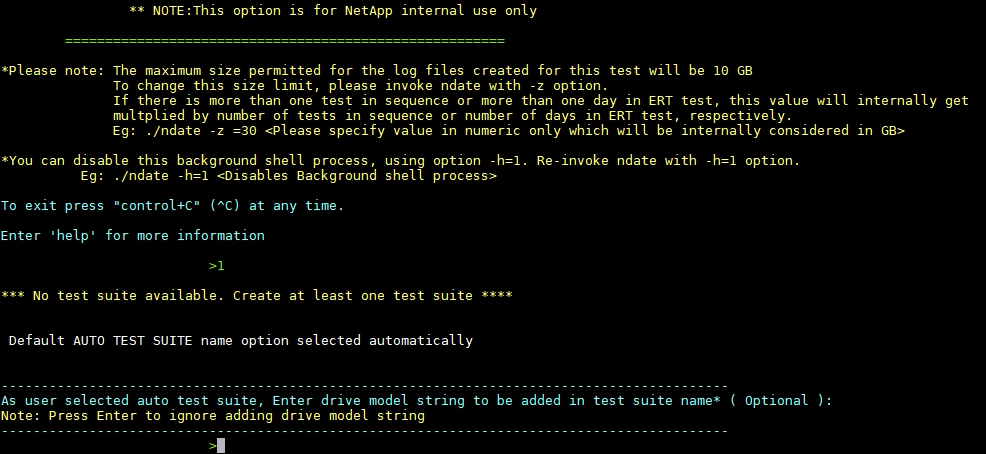 ** NOTE:This option is for NetApp internal use only
=======================================================
*Please note: The maximum size permitted for the log files created for this test will be 10 GB
To change this size limit, please invoke ndate with -z option.
If there is more than one test in sequence or more than one day in ERT test, this value will internally get
multplied by number of tests in sequence or number of days in ERT test, respectively.
Eg: ./ndate -z =30 <Please specify value in numeric only which will be internally considered in GB>
*You can disable this background shell process, using option -h=1. Re-invoke ndate with -h=1 option.
Eg: ./ndate -h=1 <Disables Background shell process>
To exit press "control+C" (^C) at any time.
Enter 'help' for more information
>1
*** No test suite available. Create at least one test suite ****
Default AUTO TEST SUITE name option selected automatically
-------------------------------------------------------------------------------------------
As user selected auto test suite, Enter drive model string to be added in test suite name* ( Optional ):
Note: Press Enter to ignore adding drive model string
-------------------------------------------------------------------------------------------
>